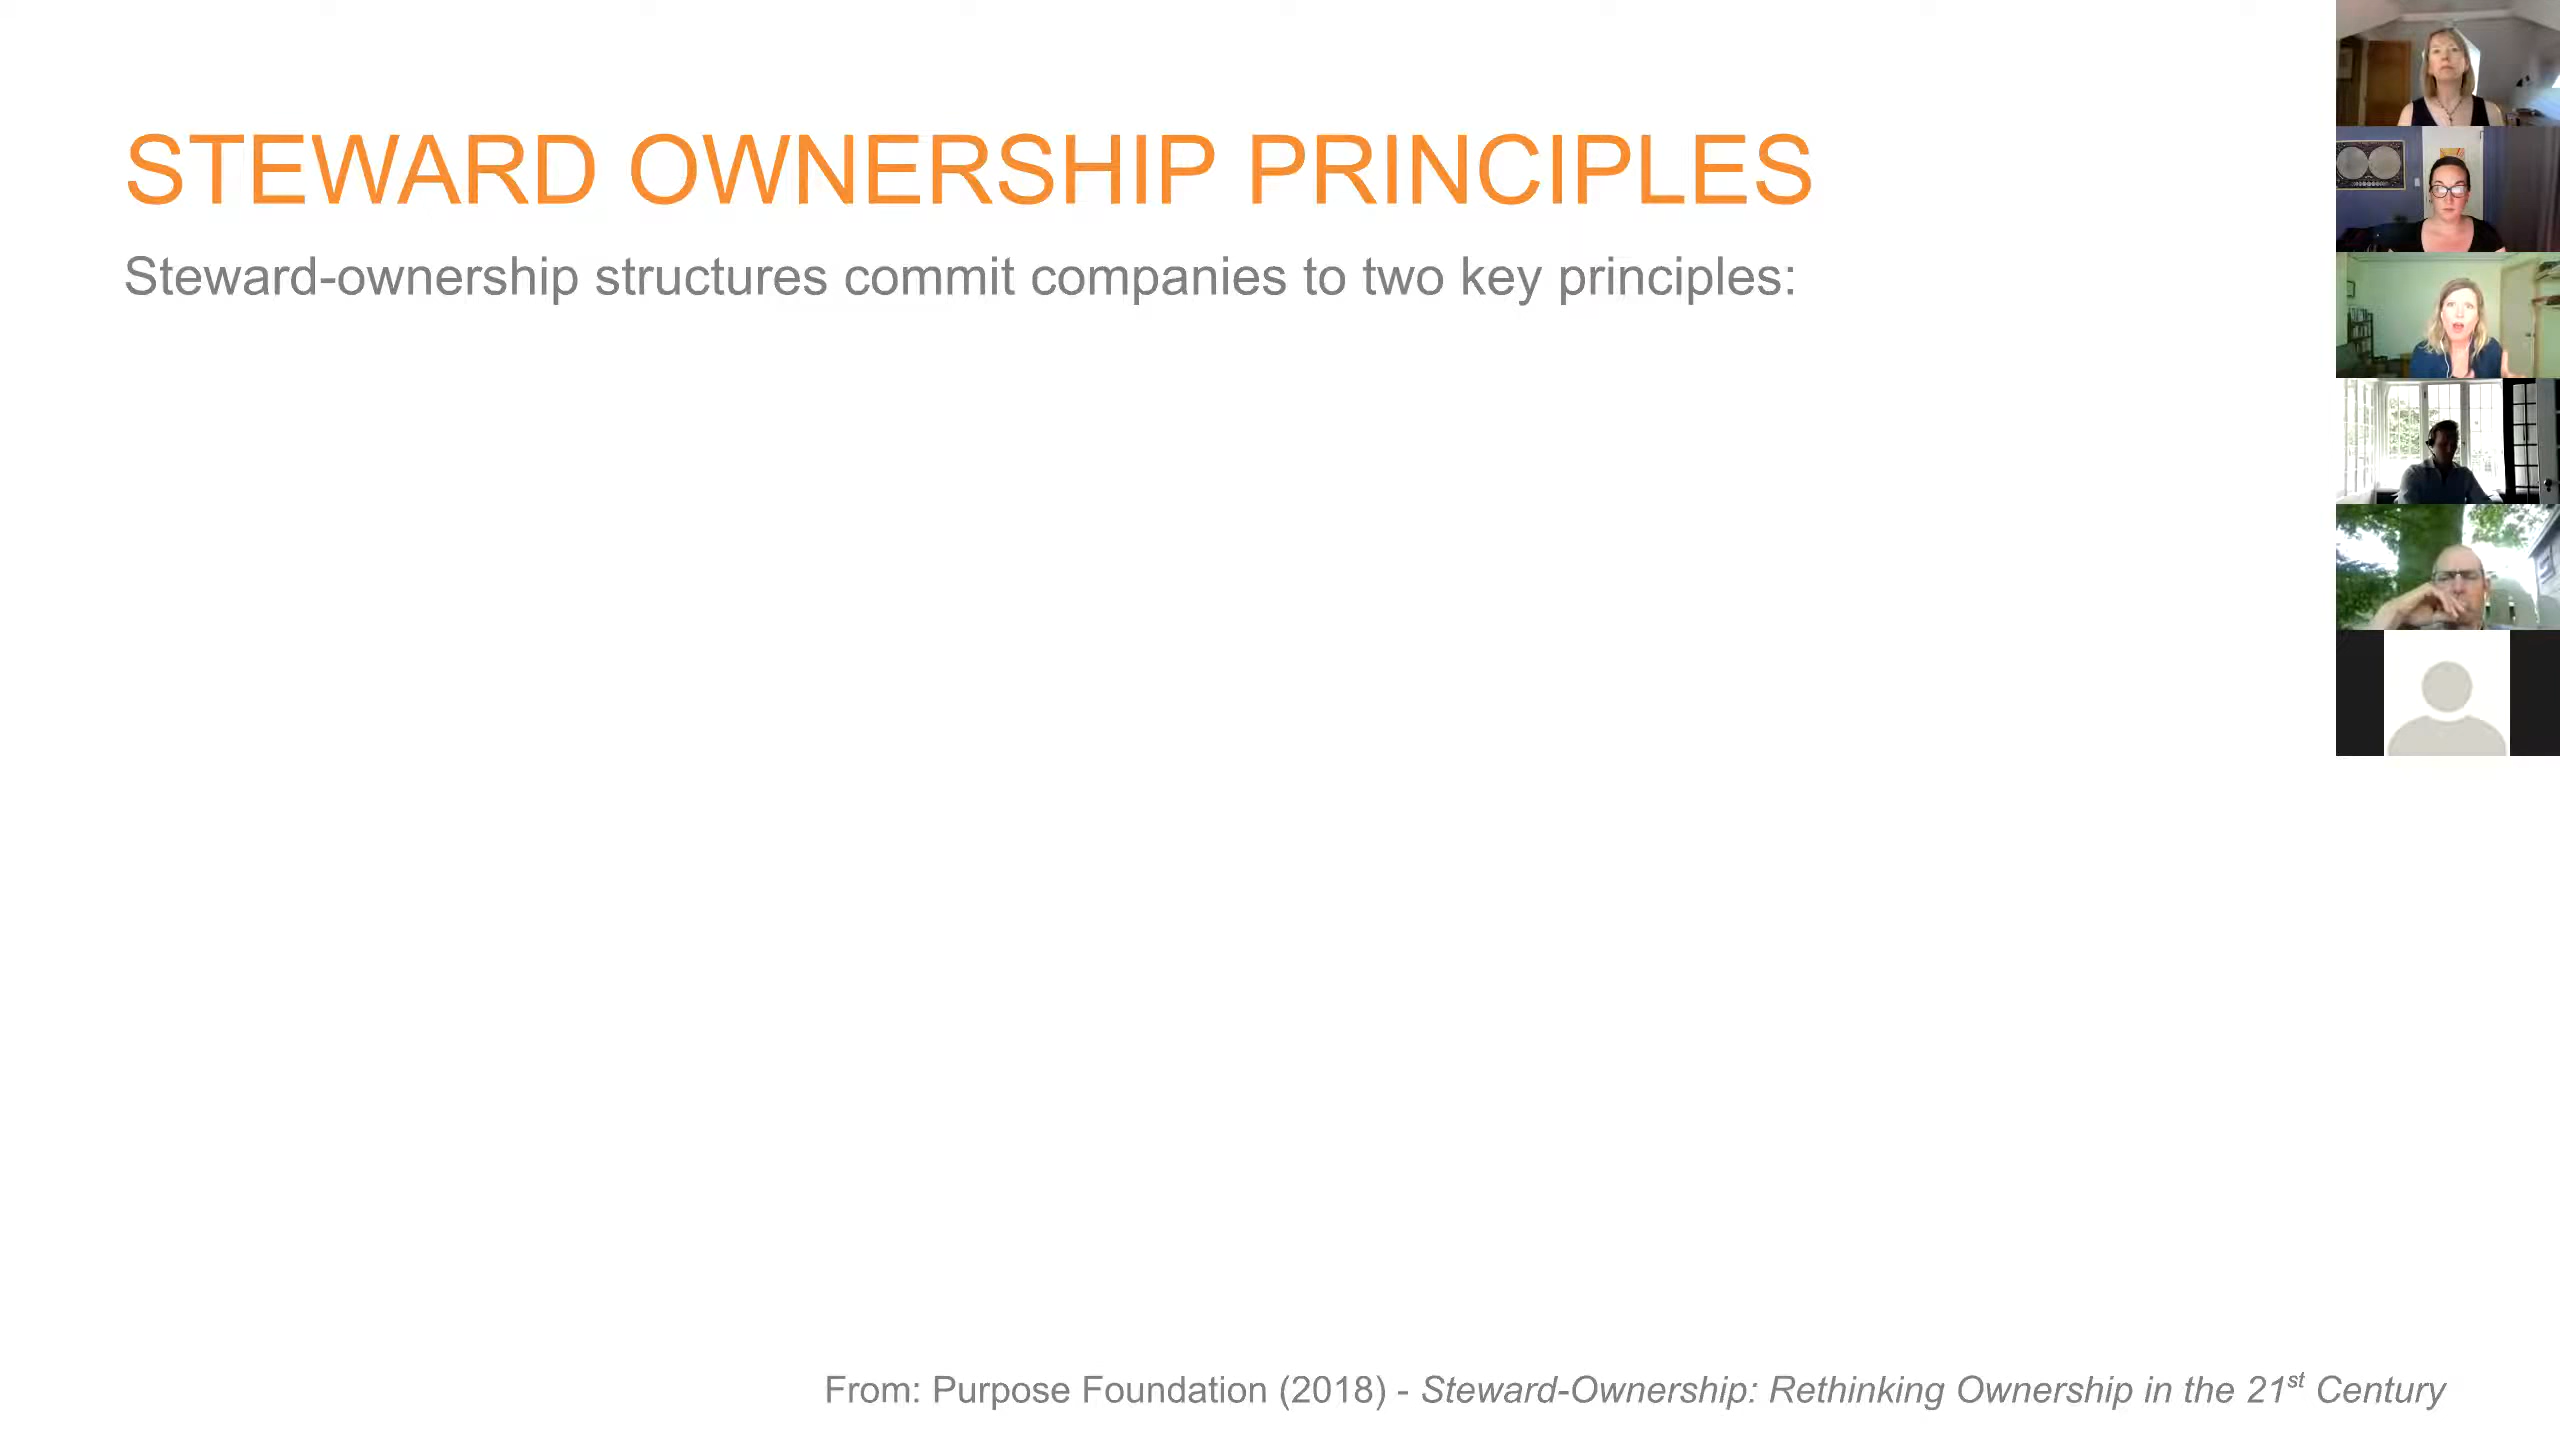 STEWARD OWNERSHIP PRINCIPLES
Steward-ownership structures commit companies to two key principles:
From: Purpose Foundation (2018) - Steward-Ownership: Rethinking Ownership in the 21st Century